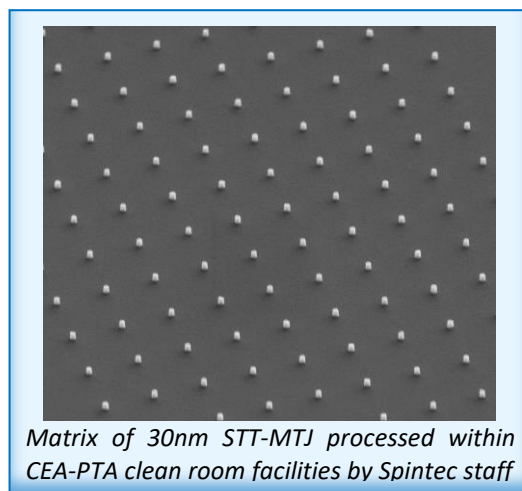 Matrix of 30nm STT-MTJ processed within
CEA-PTA clean room facilities by Spintec staff